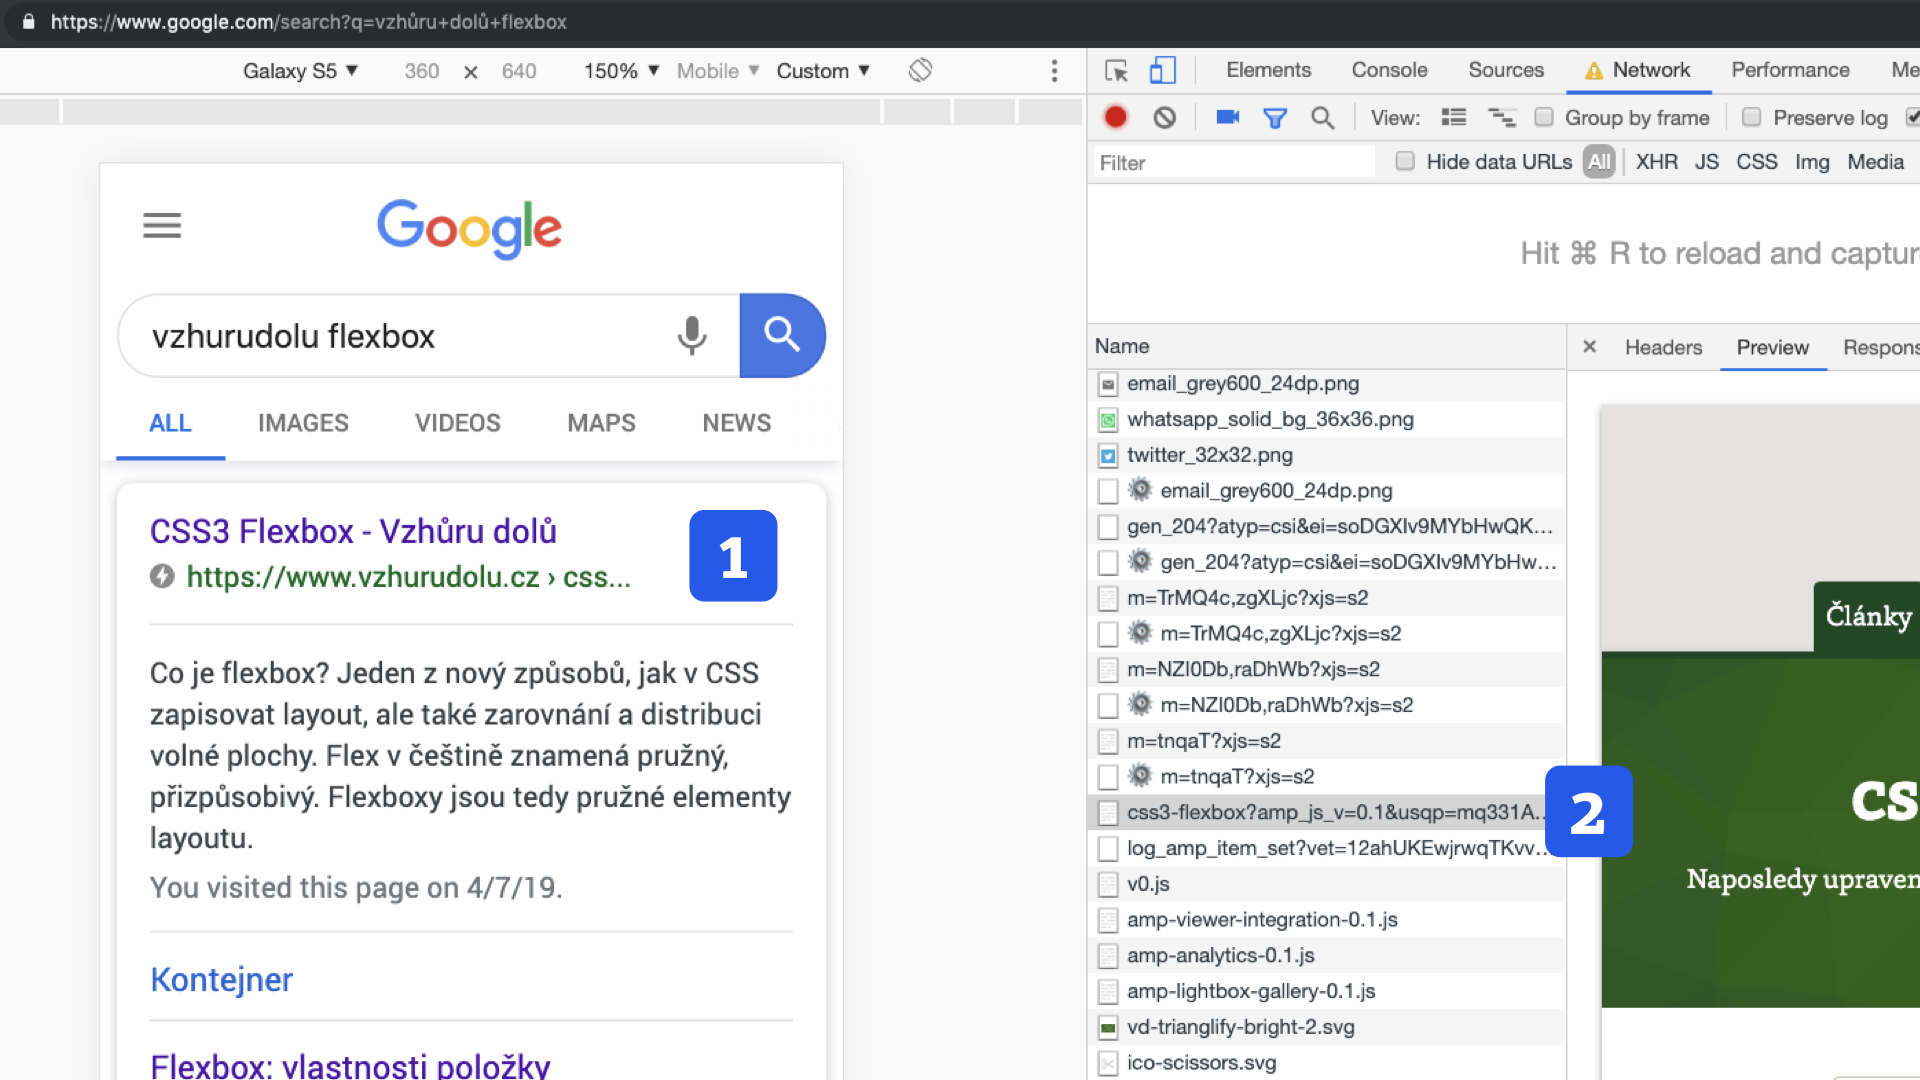 https://www.google.com/search?q=vzhůru+dolů+flexbox
Galaxy S5 ▼ 360 × 640 150% ▼ Mobile ▼ Custom ▼
Elements Console Sources Network Performance Me
View: Group by frame Preserve log
Filter Hide data URLs All XHR JS CSS Img Media
Hit ⌘ R to reload and captur
Google
vzhurudolu flexbox
ALL IMAGES VIDEOS MAPS NEWS
CSS3 Flexbox - Vzhůru dolů
https://www.vzhurudolu.cz › css...
1
Co je flexbox? Jeden z nový způsobů, jak v CSS
zapisovat layout, ale také zarovnání a distribuci
volné plochy. Flex v češtině znamená pružný,
přizpůsobivý. Flexboxy jsou tedy pružné elementy
layoutu.
You visited this page on 4/7/19.
Kontejner
Flexbox: vlastnosti položky
Name
email_grey600_24dp.png
whatsapp_solid_bg_36x36.png
twitter_32x32.png
email_grey600_24dp.png
gen_204?atyp=csi&ei=soDGXIv9MYbHwQK...
gen_204?atyp=csi&ei=soDGXIv9MYbHw...
m=TrMQ4c,zgXLjc?xjs=s2
m=TrMQ4c,zgXLjc?xjs=s2
m=NZI0Db,raDhWb?xjs=s2
m=NZI0Db,raDhWb?xjs=s2
m=tnqaT?xjs=s2
m=tnqaT?xjs=s2
css3-flexbox?amp_js_v=0.1&usqp=mq331A...
log_amp_item_set?vet=12ahUKEwjrwqTKvv...
v0.js
amp-viewer-integration-0.1.js
amp-analytics-0.1.js
amp-lightbox-gallery-0.1.js
vd-trianglify-bright-2.svg
ico-scissors.svg
2
× Headers Preview Respons
Články
CS
Naposledy upraven